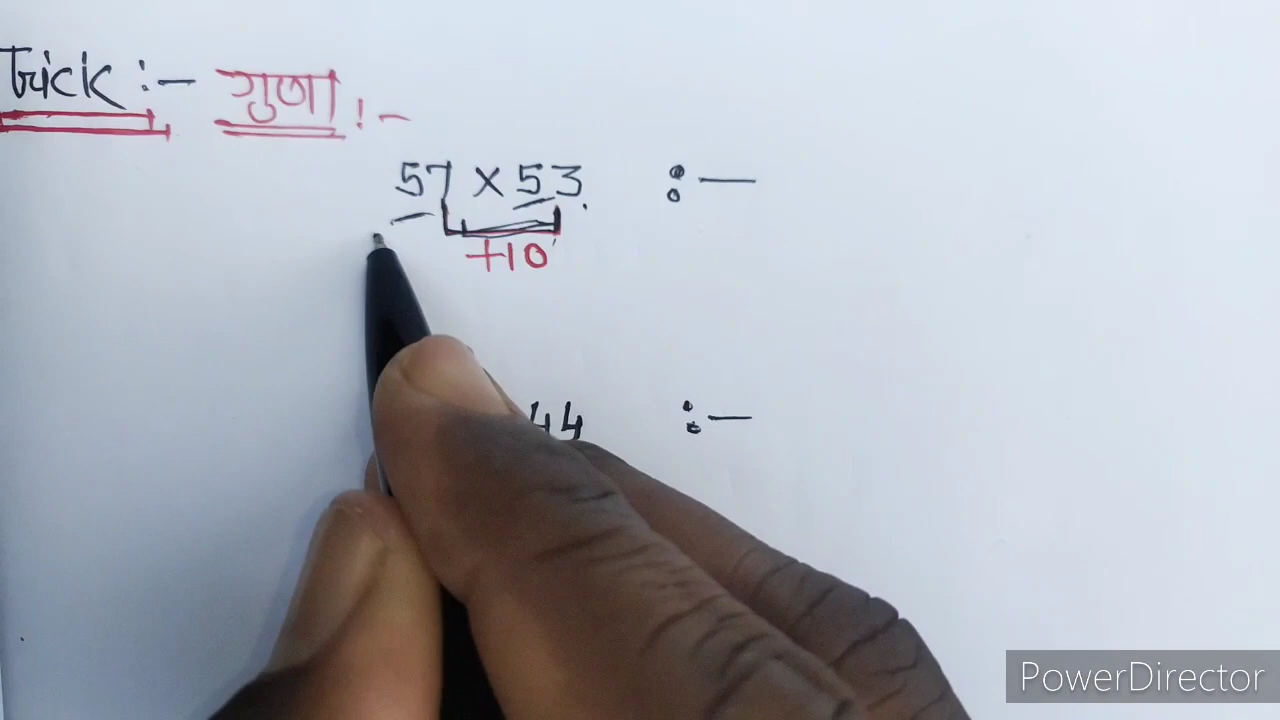 Trick :- गुणा :-
57 × 53 :-
+10
44 :-
PowerDirector